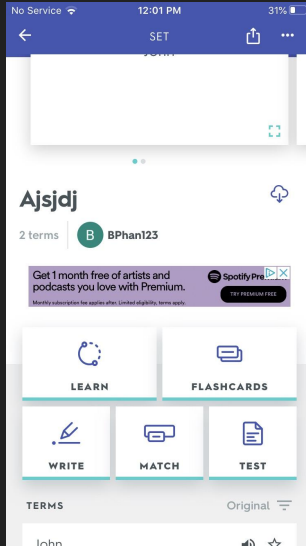 No Service 12:01 PM 31%
SET
Ajsjdj
2 terms B BPhan123
Get 1 month free of artists and
podcasts you love with Premium.
Monthly subscription fee applies after. Limited eligibility, terms apply.
Spotify Pre
TRY PREMIUM FREE
LEARN FLASHCARDS
WRITE MATCH TEST
TERMS Original
John